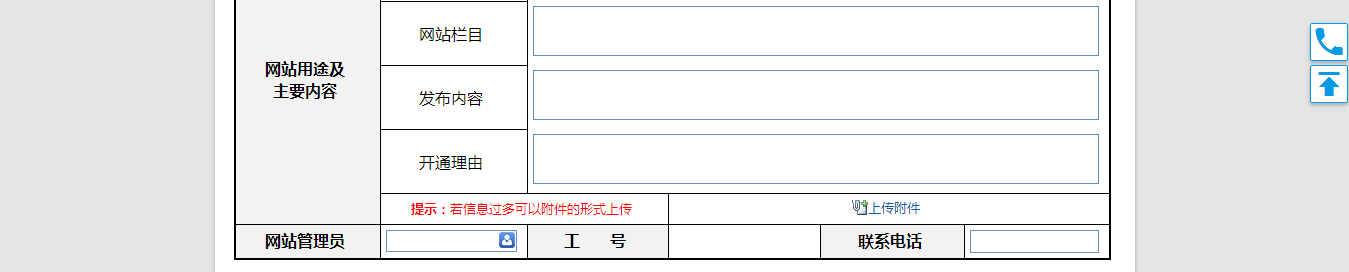 网站栏目
网站用途及
主要内容
发布内容
开通理由
提示：若信息过多可以附件的形式上传
上传附件
网站管理员
工 号
联系电话